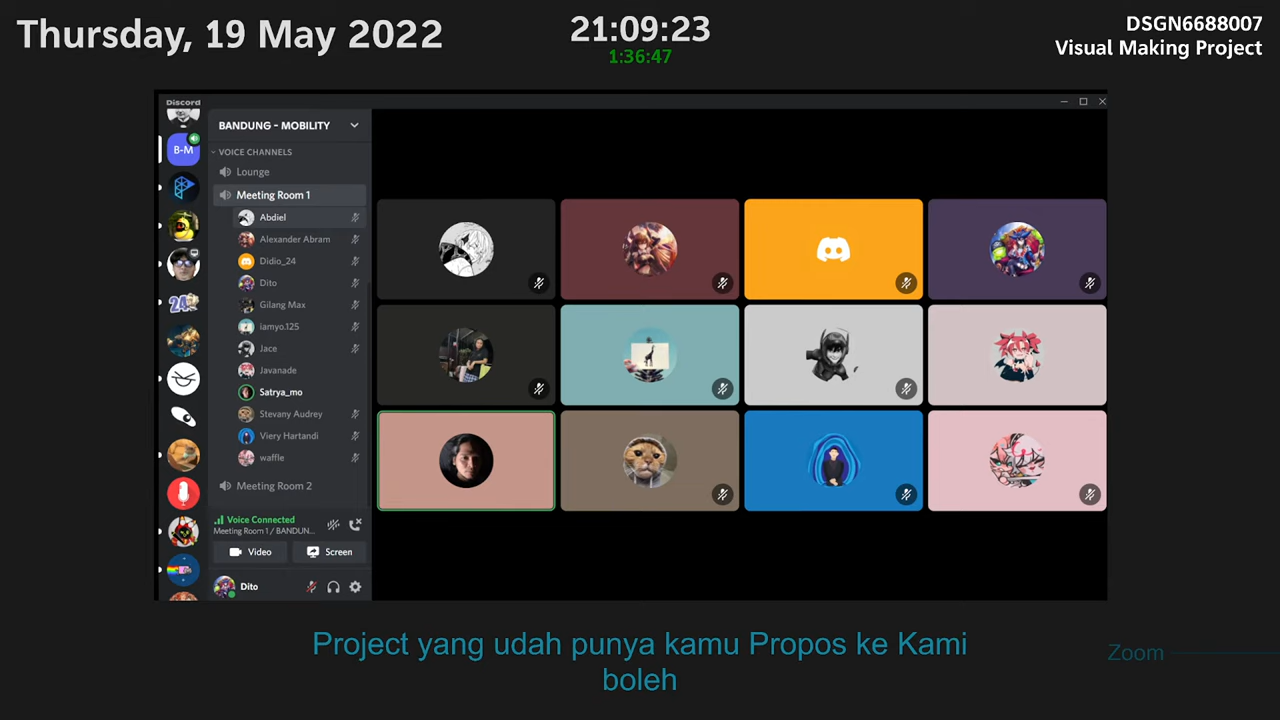 Thursday, 19 May 2022
21:09:23
1:36:47
DSGN6688007
Visual Making Project
Discord
BANDUNG - MOBILITY
B-M
VOICE CHANNELS
Lounge
Meeting Room 1
Abdiel
Alexander Abram
Didio_24
Dito
Gilang Max
iamyo.125
Jace
Javanade
Satrya_mo
Stevany Audrey
Viery Hartandi
waffle
Meeting Room 2
24
Voice Connected
Meeting Room 1 / BANDUN...
Video
Screen
Dito
Project yang udah punya kamu Propos ke Kami
boleh
Zoom